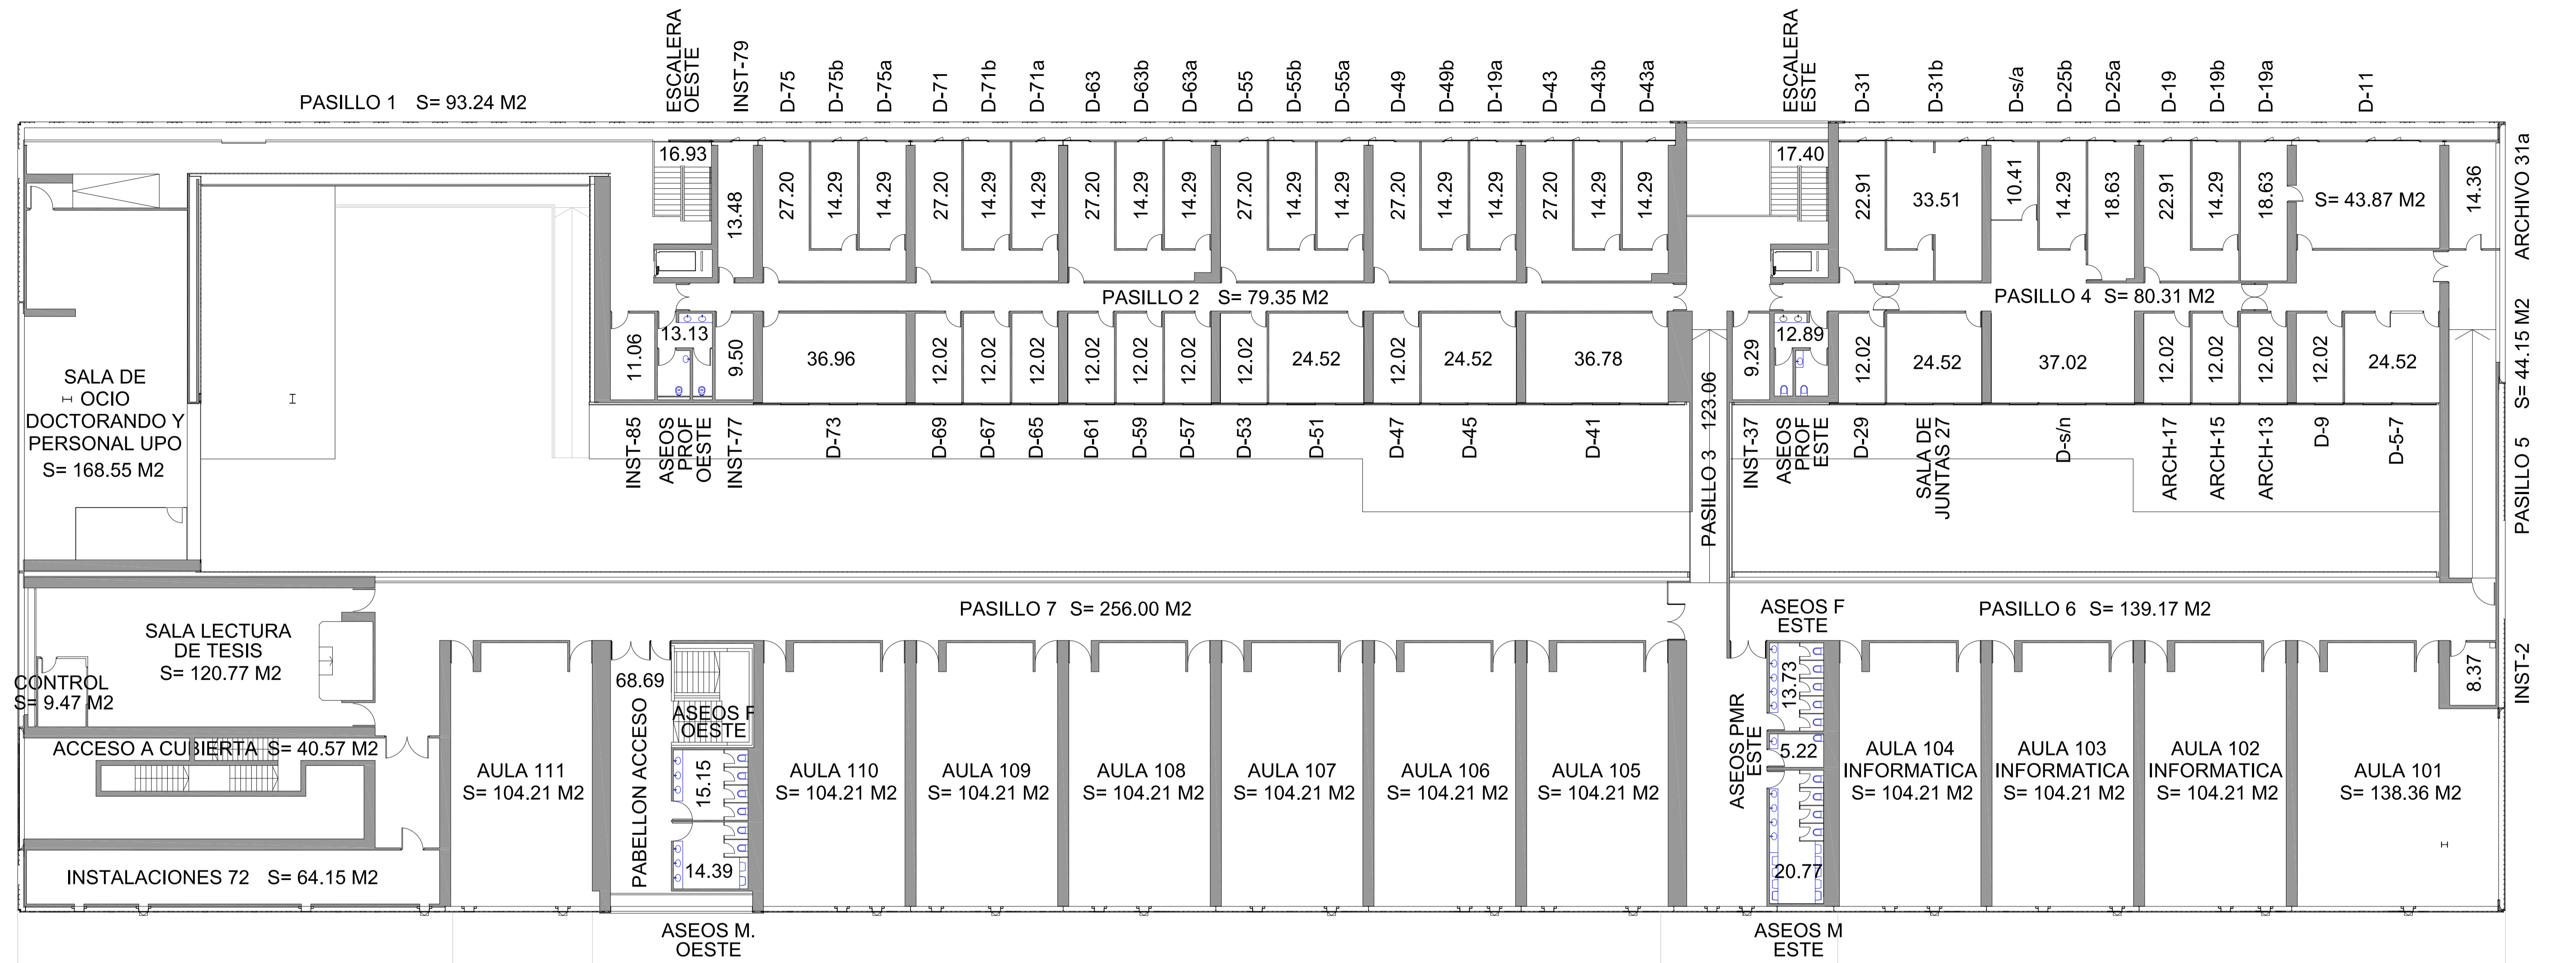 PASILLO 1 S= 93.24 M2
ESCALERA
OESTE
INST-79
D-75
D-75b
D-75a
D-71
D-71b
D-71a
D-63
D-63b
D-63a
D-55
D-55b
D-55a
D-49
D-49b
D-19a
D-43
D-43b
D-43a
ESCALERA
ESTE
D-31
D-31b
D-s/a
D-25b
D-25a
D-19
D-19b
D-19a
D-11
ARCHIVO 31a
16.93
13.48
27.20
14.29
14.29
27.20
14.29
14.29
27.20
14.29
14.29
27.20
14.29
14.29
27.20
14.29
14.29
27.20
14.29
14.29
17.40
22.91
33.51
10.41
14.29
18.63
22.91
14.29
18.63
S= 43.87 M2
14.36
PASILLO 2 S= 79.35 M2
PASILLO 4 S= 80.31 M2
PASILLO 5 S= 44.15 M2
11.06
13.13
9.50
36.96
12.02
12.02
12.02
12.02
12.02
12.02
12.02
24.52
12.02
24.52
36.78
PASILLO 3 123.06
9.29
12.89
12.02
24.52
37.02
12.02
12.02
12.02
12.02
24.52
SALA DE
OCIO
DOCTORANDO Y
PERSONAL UPO
S= 168.55 M2
INST-85
ASEOS
PROF
OESTE
INST-77
D-73
D-69
D-67
D-65
D-61
D-59
D-57
D-53
D-51
D-47
D-45
D-41
INST-37
ASEOS
PROF
ESTE
D-29
SALA DE
JUNTAS 27
D-s/n
ARCH-17
ARCH-15
ARCH-13
D-9
D-5-7
PASILLO 7 S= 256.00 M2
ASEOS F
ESTE
PASILLO 6 S= 139.17 M2
SALA LECTURA
DE TESIS
S= 120.77 M2
CONTROL
S= 9.47 M2
68.69
PABELLON ACCESO
ASEOS F
OESTE
15.15
14.39
13.73
5.22
20.77
ASEOS PMR
ESTE
8.37
INST-2
ACCESO A CUBIERTA S= 40.57 M2
AULA 111
S= 104.21 M2
AULA 110
S= 104.21 M2
AULA 109
S= 104.21 M2
AULA 108
S= 104.21 M2
AULA 107
S= 104.21 M2
AULA 106
S= 104.21 M2
AULA 105
S= 104.21 M2
AULA 104
INFORMATICA
S= 104.21 M2
AULA 103
INFORMATICA
S= 104.21 M2
AULA 102
INFORMATICA
S= 104.21 M2
AULA 101
S= 138.36 M2
INSTALACIONES 72 S= 64.15 M2
ASEOS M.
OESTE
ASEOS M
ESTE